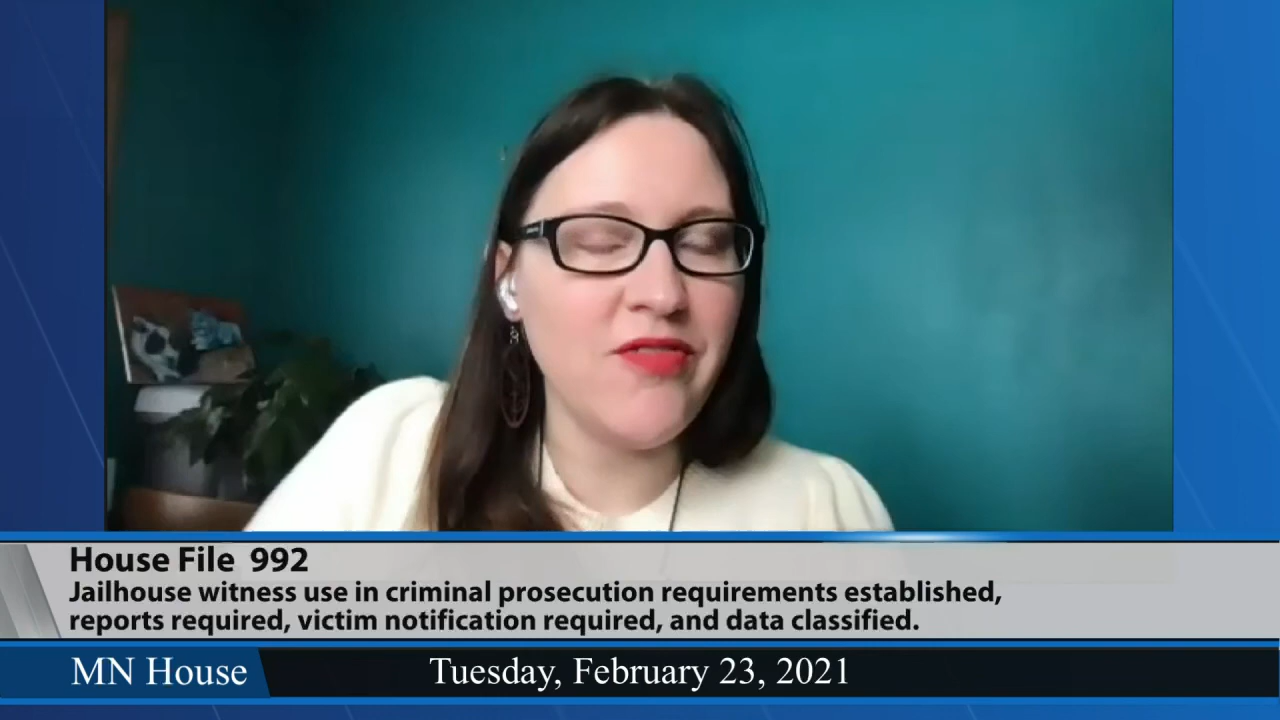 House File 992
Jailhouse witness use in criminal prosecution requirements established,
reports required, victim notification required, and data classified.
MN House
Tuesday, February 23, 2021